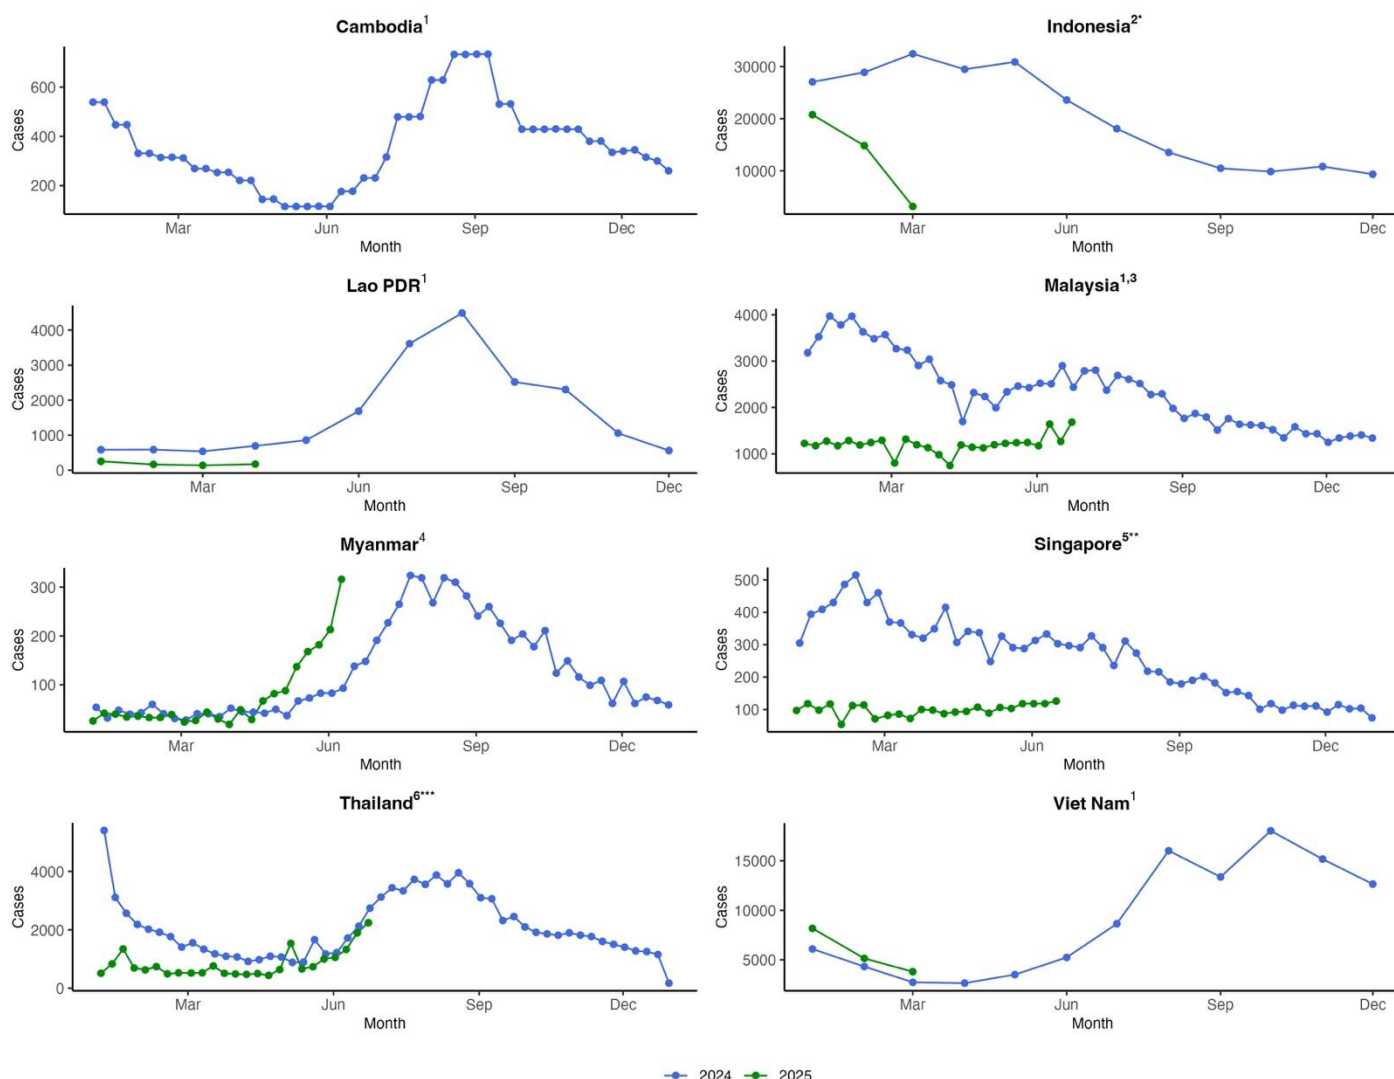 Cambodia1
Indonesia2*
Cases
600
400
200
Mar
Jun
Sep
Dec
Month
Cases
30000
20000
10000
Mar
Jun
Sep
Dec
Month
Lao PDR1
Malaysia1,3
Cases
4000
3000
2000
1000
0
Mar
Jun
Sep
Dec
Month
Cases
4000
3000
2000
1000
Mar
Jun
Sep
Dec
Month
Myanmar4
Singapore5**
Cases
300
200
100
Mar
Jun
Sep
Dec
Month
Cases
500
400
300
200
100
Mar
Jun
Sep
Dec
Month
Thailand6***
Viet Nam1
Cases
4000
2000
0
Mar
Jun
Sep
Dec
Month
Cases
15000
10000
5000
Mar
Jun
Sep
Dec
Month
2024
2025